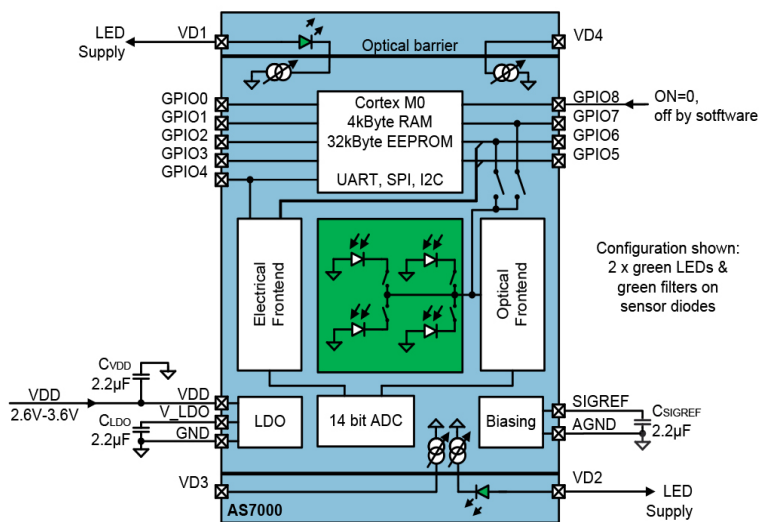 LED
Supply
VD1
Optical barrier
VD4
GPIO0
GPIO1
GPIO2
GPIO3
GPIO4
Cortex M0
4kByte RAM
32kByte EEPROM
UART, SPI, I2C
GPIO8
GPIO7
GPIO6
GPIO5
ON=0,
off by sotftware
Electrical
Frontend
Optical
Frontend
Configuration shown:
2 x green LEDs &
green filters on
sensor diodes
CVDD
2.2µF
VDD
2.6V-3.6V
CLDO
2.2µF
VDD
V_LDO
GND
LDO
14 bit ADC
Biasing
SIGREF
AGND
CSIGREF
2.2µF
VD3
AS7000
VD2
LED
Supply